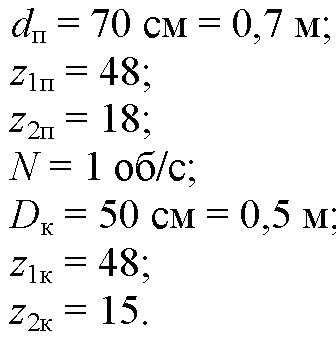 dп = 70 см = 0,7 м;
z1п = 48;
z2п = 18;
N = 1 об/с;
Dк = 50 см = 0,5 м;
z1к = 48;
z2к = 15.